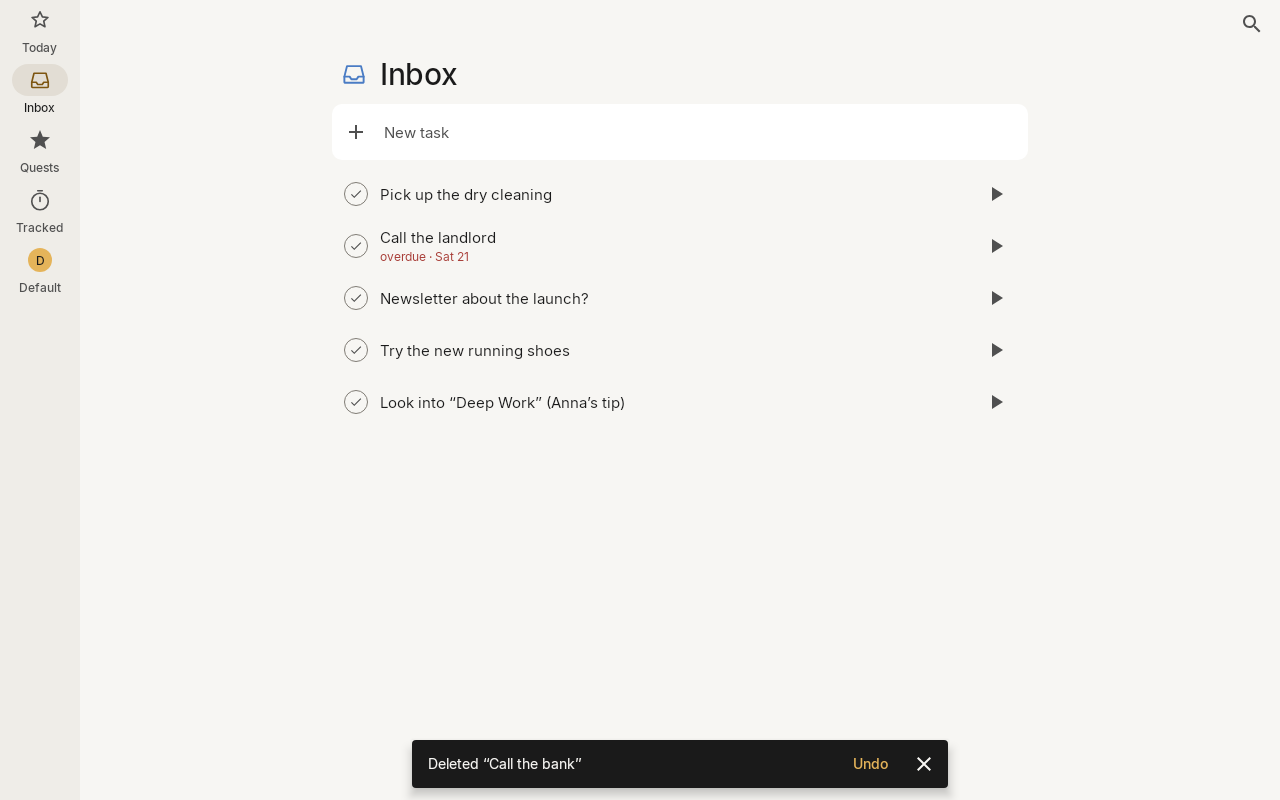 Today
Inbox
Quests
Tracked
D
Default
Inbox
New task
Pick up the dry cleaning
Call the landlord
overdue · Sat 21
Newsletter about the launch?
Try the new running shoes
Look into “Deep Work” (Anna’s tip)
Deleted “Call the bank”
Undo